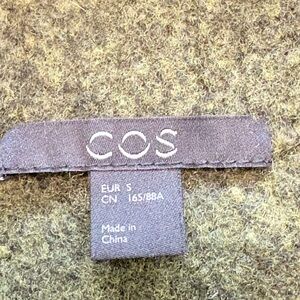 COS
EUR S
CN 165/88A
Made in
China